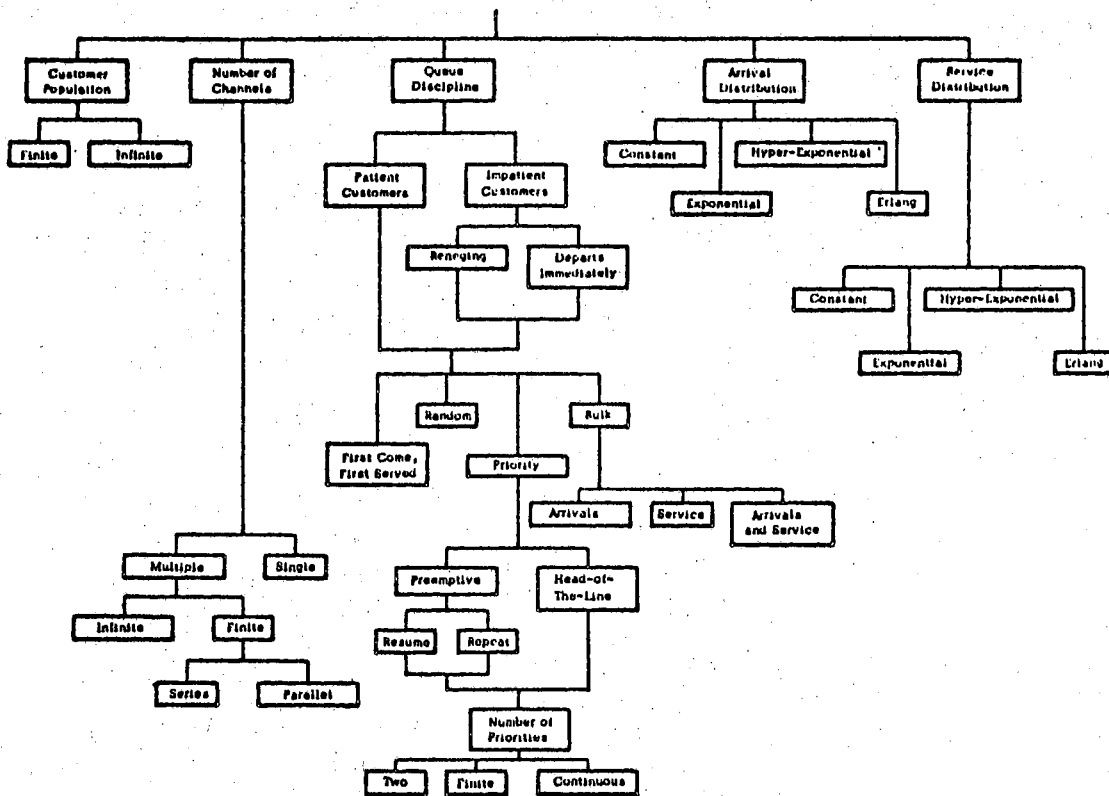 Customer
Population
Number of
Channels
Queue
Discipline
Arrival
Distribution
Service
Distribution
Finite
Infinite
Constant
Hyper-Exponential
Exponential
Erlang
Patient
Customers
Impatient
Customers
Reneging
Departs
Immediately
Constant
Hyper-Exponential
Exponential
Erlang
Random
Bulk
First Come,
First Served
Priority
Arrivals
Service
Arrivals
and Service
Multiple
Single
Preemptive
Head-of-
The-Line
Infinite
Finite
Resume
Repeat
Series
Parallel
Number of
Priorities
Two
Finite
Continuous